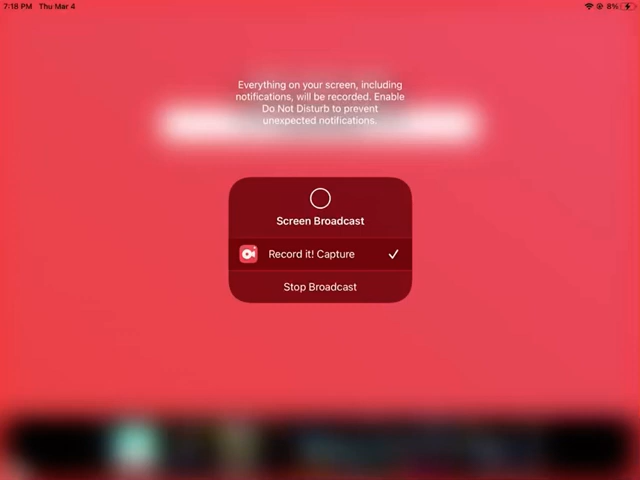 7:18 PM Thu Mar 4 8%
Everything on your screen, including
notifications, will be recorded. Enable
Do Not Disturb to prevent
unexpected notifications.
Screen Broadcast
Record it! Capture
Stop Broadcast